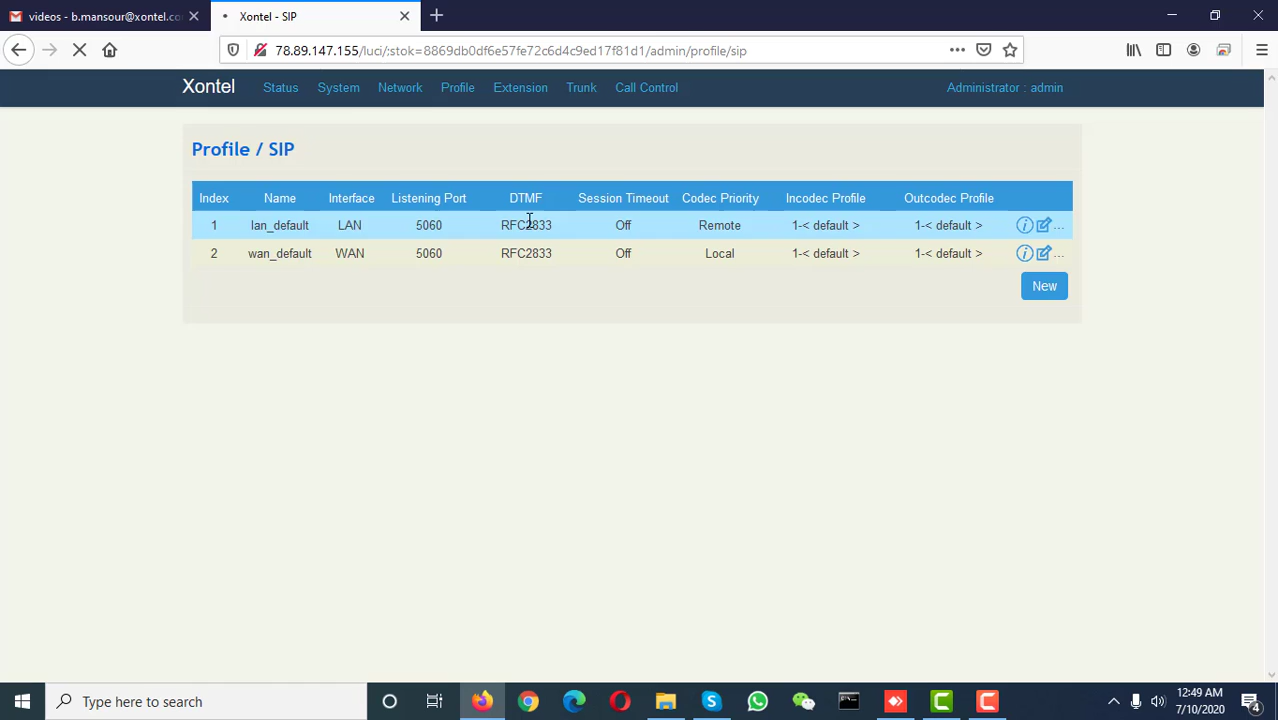 videos - b.mansour@xontel.co
Xontel - SIP
78.89.147.155/luci/;stok=8869db0df6e57fe72c6d4c9ed17f81d1/admin/profile/sip
Xontel Status System Network Profile Extension Trunk Call Control Administrator : admin
Profile / SIP
Index Name Interface Listening Port DTMF Session Timeout Codec Priority Incodec Profile Outcodec Profile
1 lan_default LAN 5060 RFC2833 Off Remote 1-< default > 1-< default > ...
2 wan_default WAN 5060 RFC2833 Off Local 1-< default > 1-< default > ...
New
Type here to search
12:49 AM
7/10/2020
4